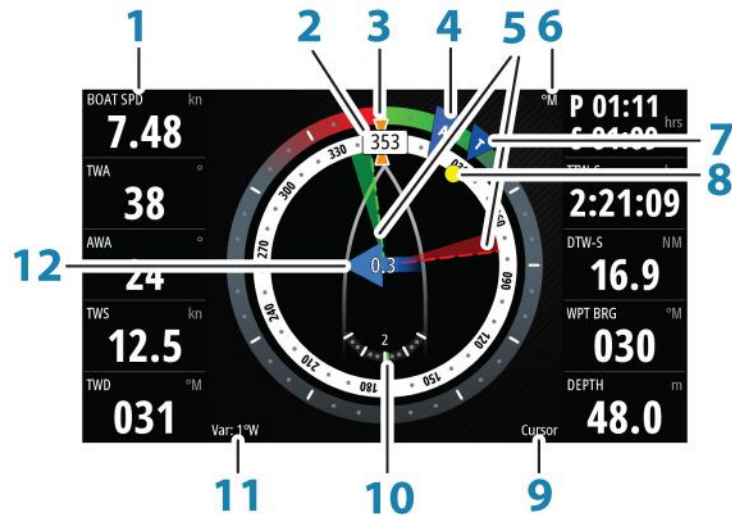 1
2
3
4
5
6
BOAT SPD kn
7.48
°M
P 01:11
hrs
353
330
A
T
7
8
TWA °
38
300
2:21:09
AWA °
24
270
0.3
090
DTW-S NM
16.9
12
TWS kn
12.5
240
120
WPT BRG °M
030
2
210
180
150
TWD °M
031
DEPTH m
48.0
Var: 1°W
Cursor
11
10
9